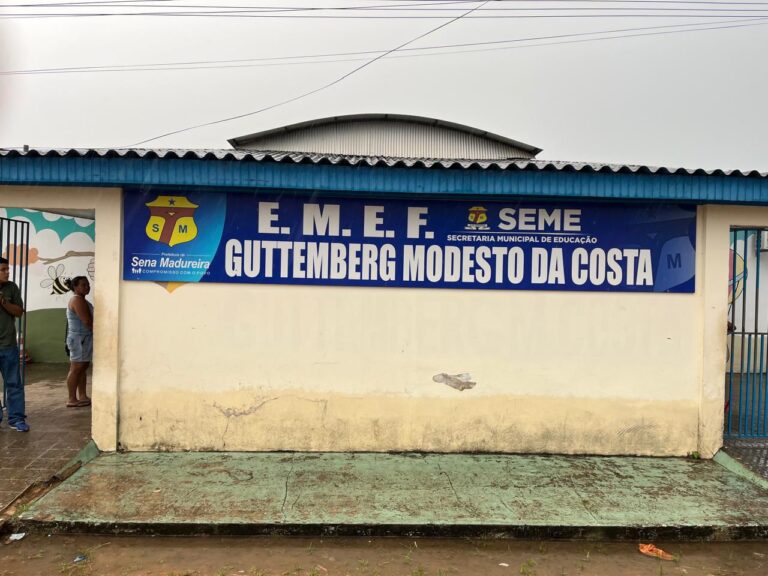 S M
Prefeitura de
Sena Madureira
COMPROMISSO COM O POVO
E. M. E. F.
SEME
SECRETARIA MUNICIPAL DE EDUCAÇÃO
GUTTEMBERG MODESTO DA COSTA
M